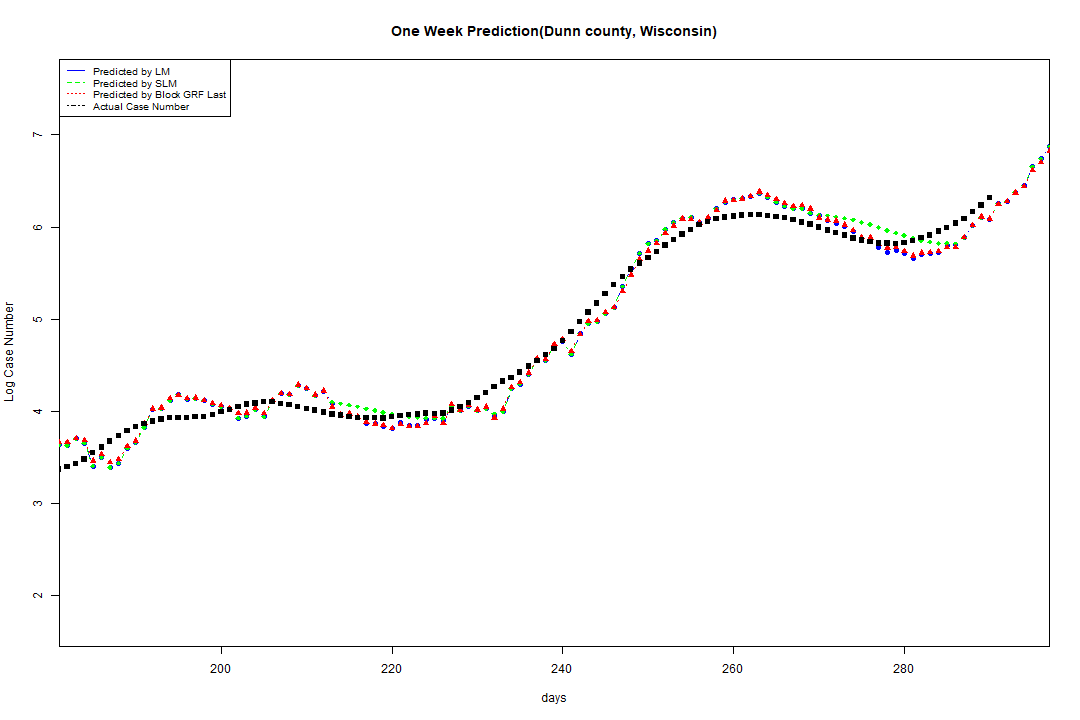 One Week Prediction(Dunn county, Wisconsin)
Predicted by LM
Predicted by SLM
Predicted by Block GRF Last
Actual Case Number
7
6
5
4
3
2
Log Case Number
200 220 240 260 280
days